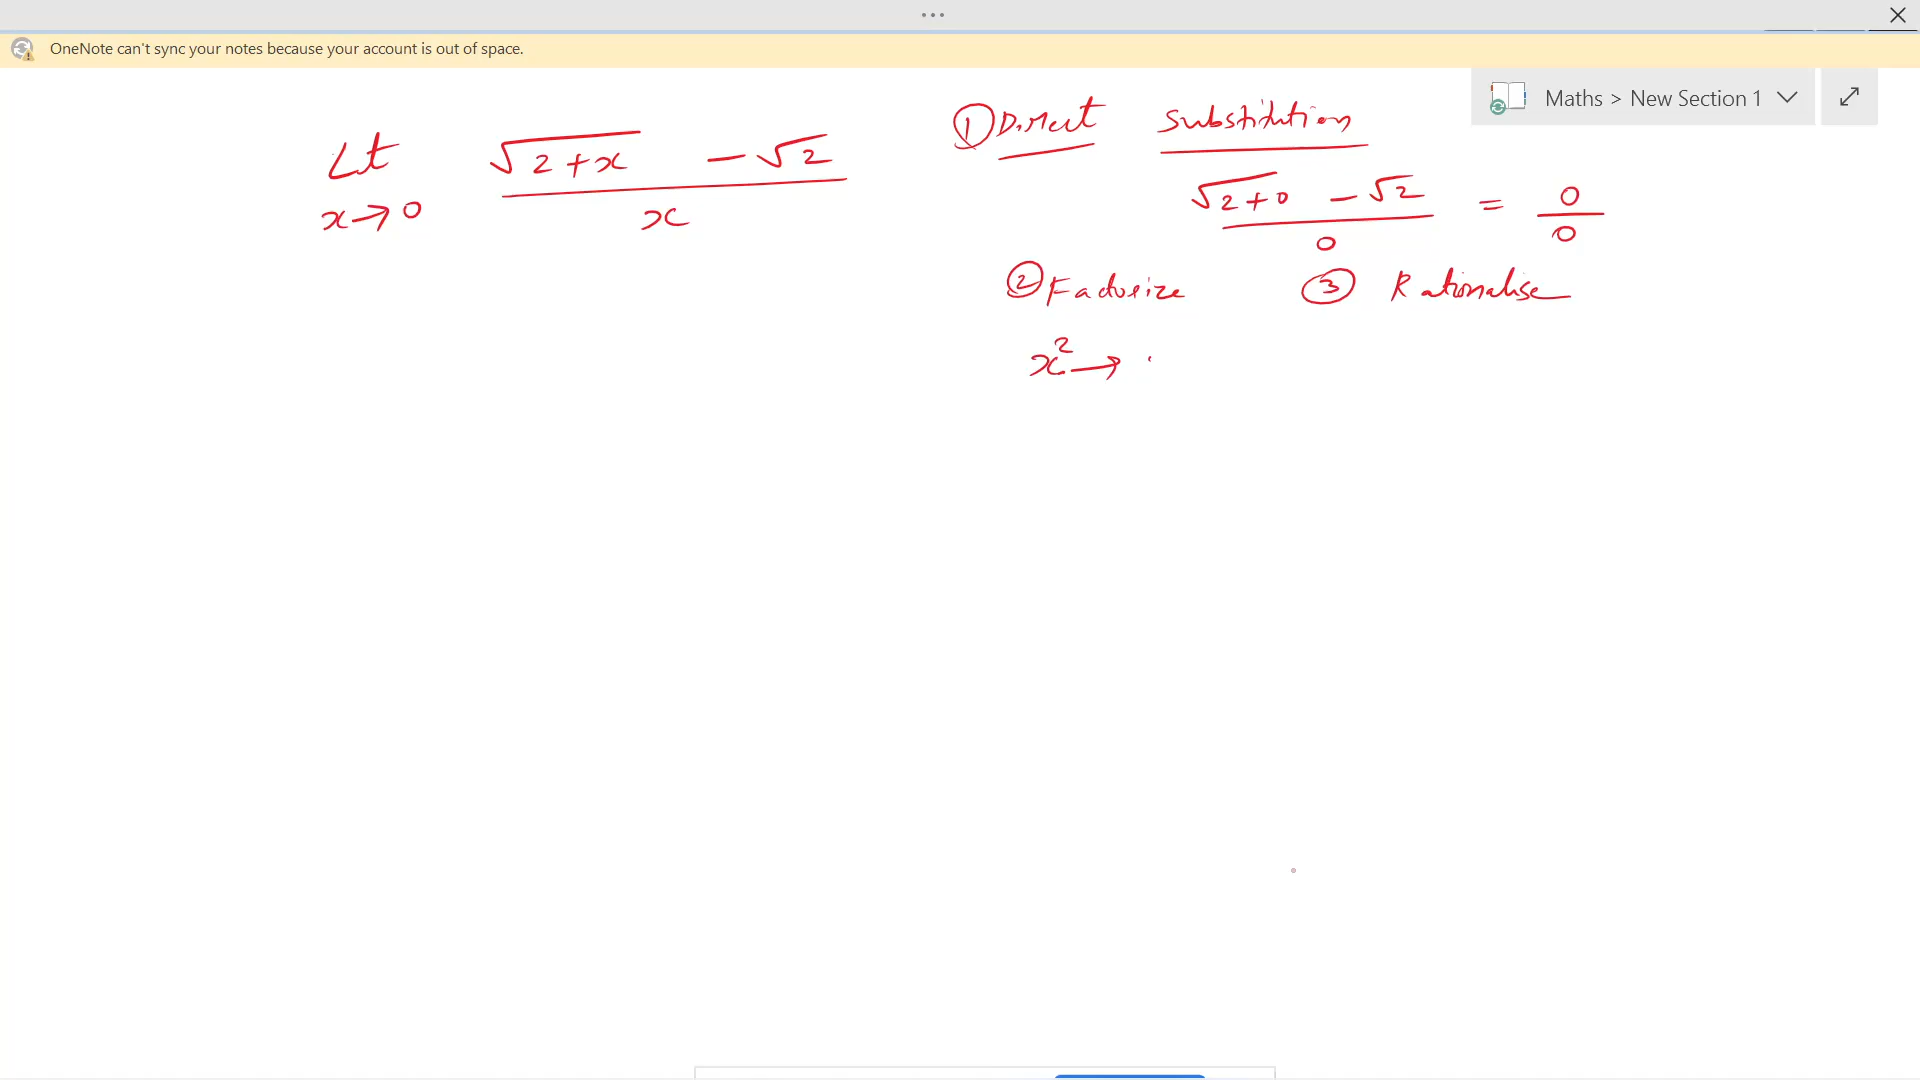 OneNote can't sync your notes because your account is out of space.
Maths > New Section 1
Lt x→0 (√(2+x) − √2)/x
① Direct Substitution
(√(2+0) − √2)/0 = 0/0
② Factorize ③ Rationalise
x² →